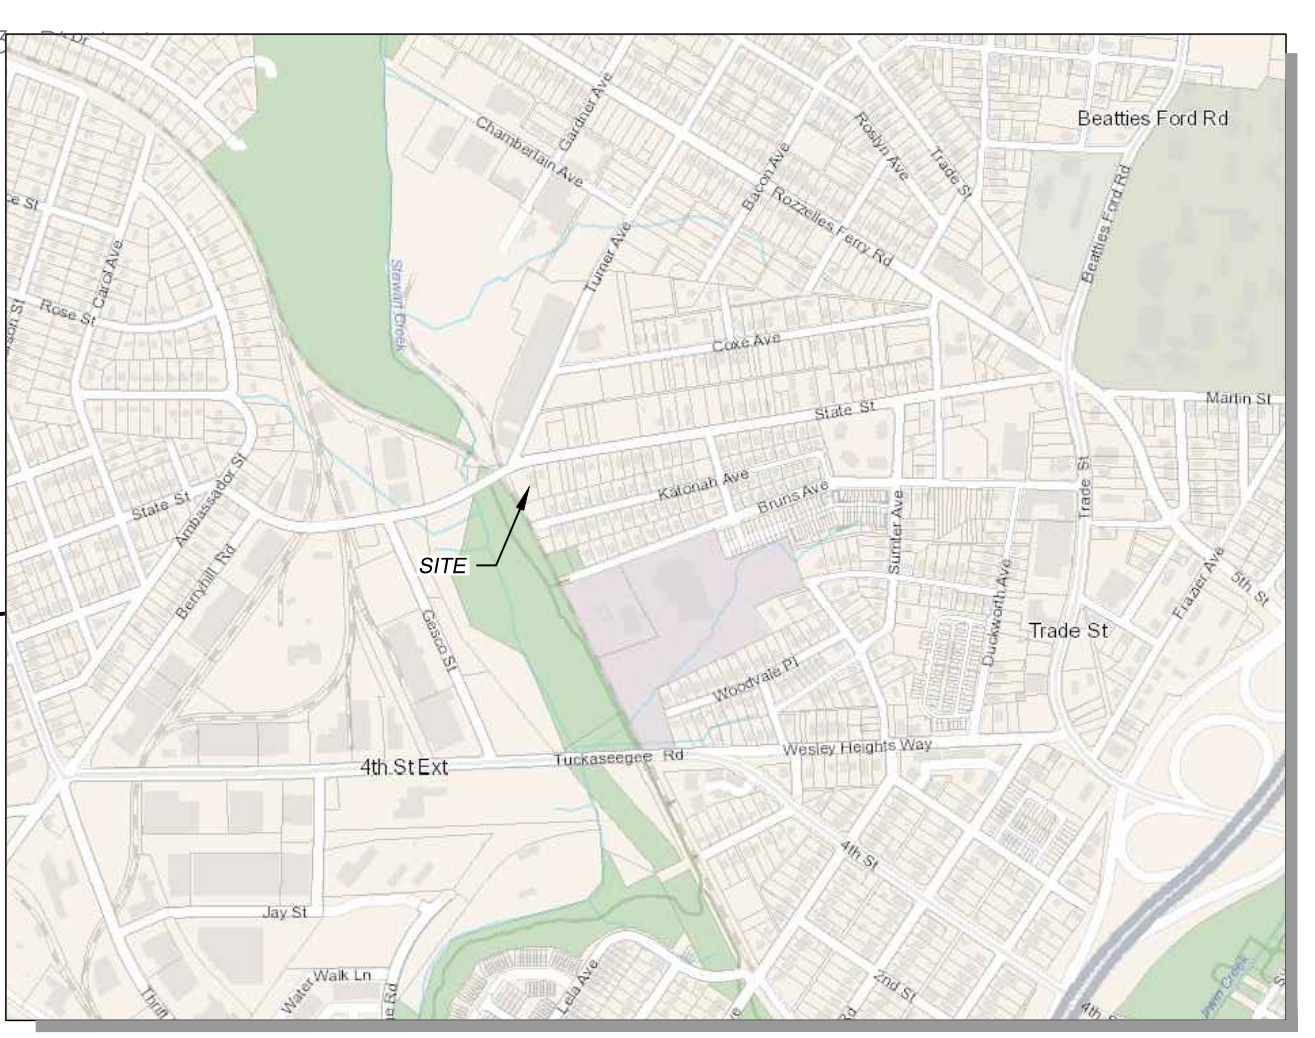 Beatties Ford Rd
Gardner Ave
Chamberlain Ave
Roslyn Ave
Trade St
Bacon Ave
Rozzelles Ferry Rd
Beatties Ford Rd
Carol Ave
Turner Ave
Stewart Creek
Rose St
Coxe Ave
Martin St
State St
Ambassador St
Katonah Ave
Bruns Ave
Trade St
State St
Sumter Ave
SITE
Berryhill Rd
Frazier Ave
5th St
Duckworth Ave
Gesco St
Trade St
Woodvale Pl
Wesley Heights Way
Tuckaseegee Rd
4th St Ext
4th St
Jay St
Walk Ln
Water
Lela Ave
2nd St
Irwin Creek
Thrift
4th